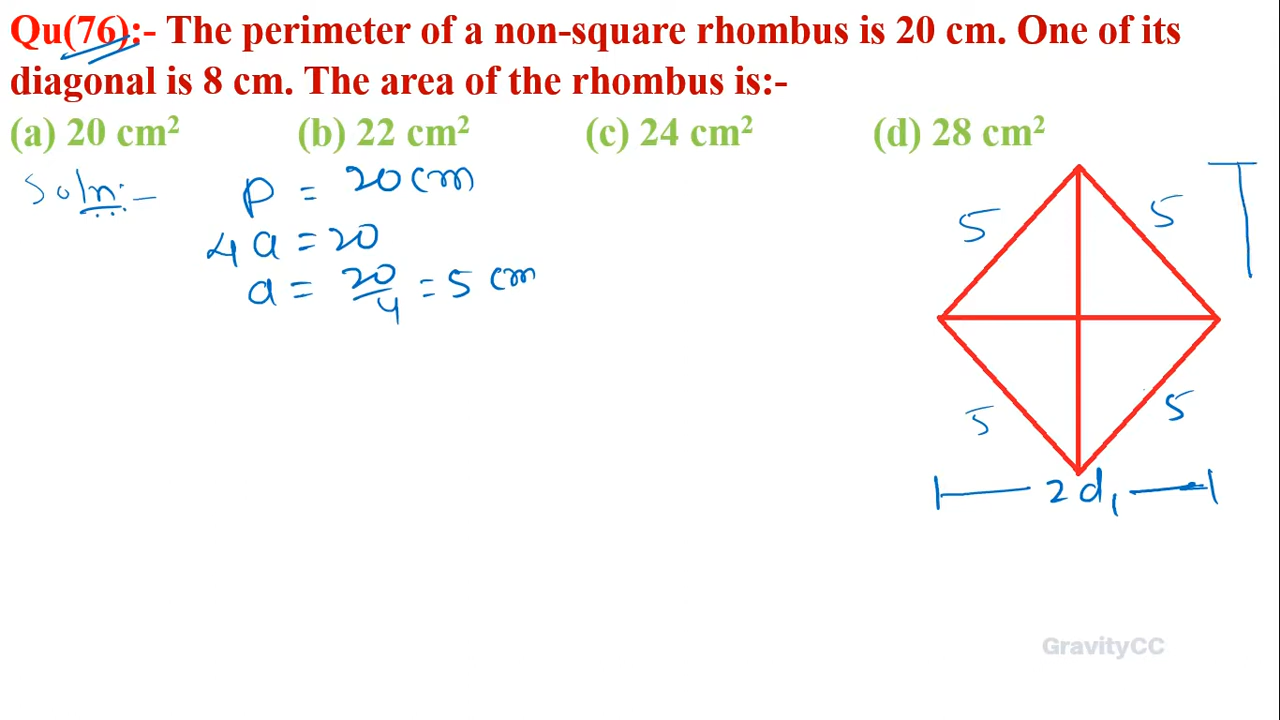 Qu(76):- The perimeter of a non-square rhombus is 20 cm. One of its
diagonal is 8 cm. The area of the rhombus is:-
(a) 20 cm² (b) 22 cm² (c) 24 cm² (d) 28 cm²
Soln:- P = 20 cm
4a = 20
a = 20/4 = 5 cm
5 5
5 5
2d₁
GravityCC